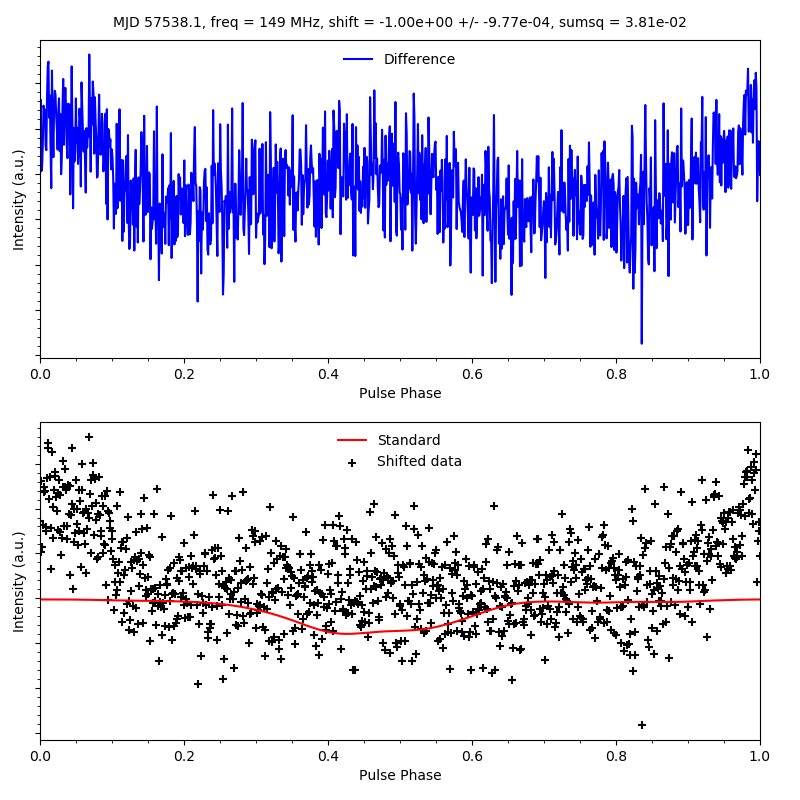 MJD 57538.1, freq = 149 MHz, shift = -1.00e+00 +/- -9.77e-04, sumsq = 3.81e-02
Difference
Intensity (a.u.)
0.0 0.2 0.4 0.6 0.8 1.0
Pulse Phase
Standard
Shifted data
Intensity (a.u.)
0.0 0.2 0.4 0.6 0.8 1.0
Pulse Phase